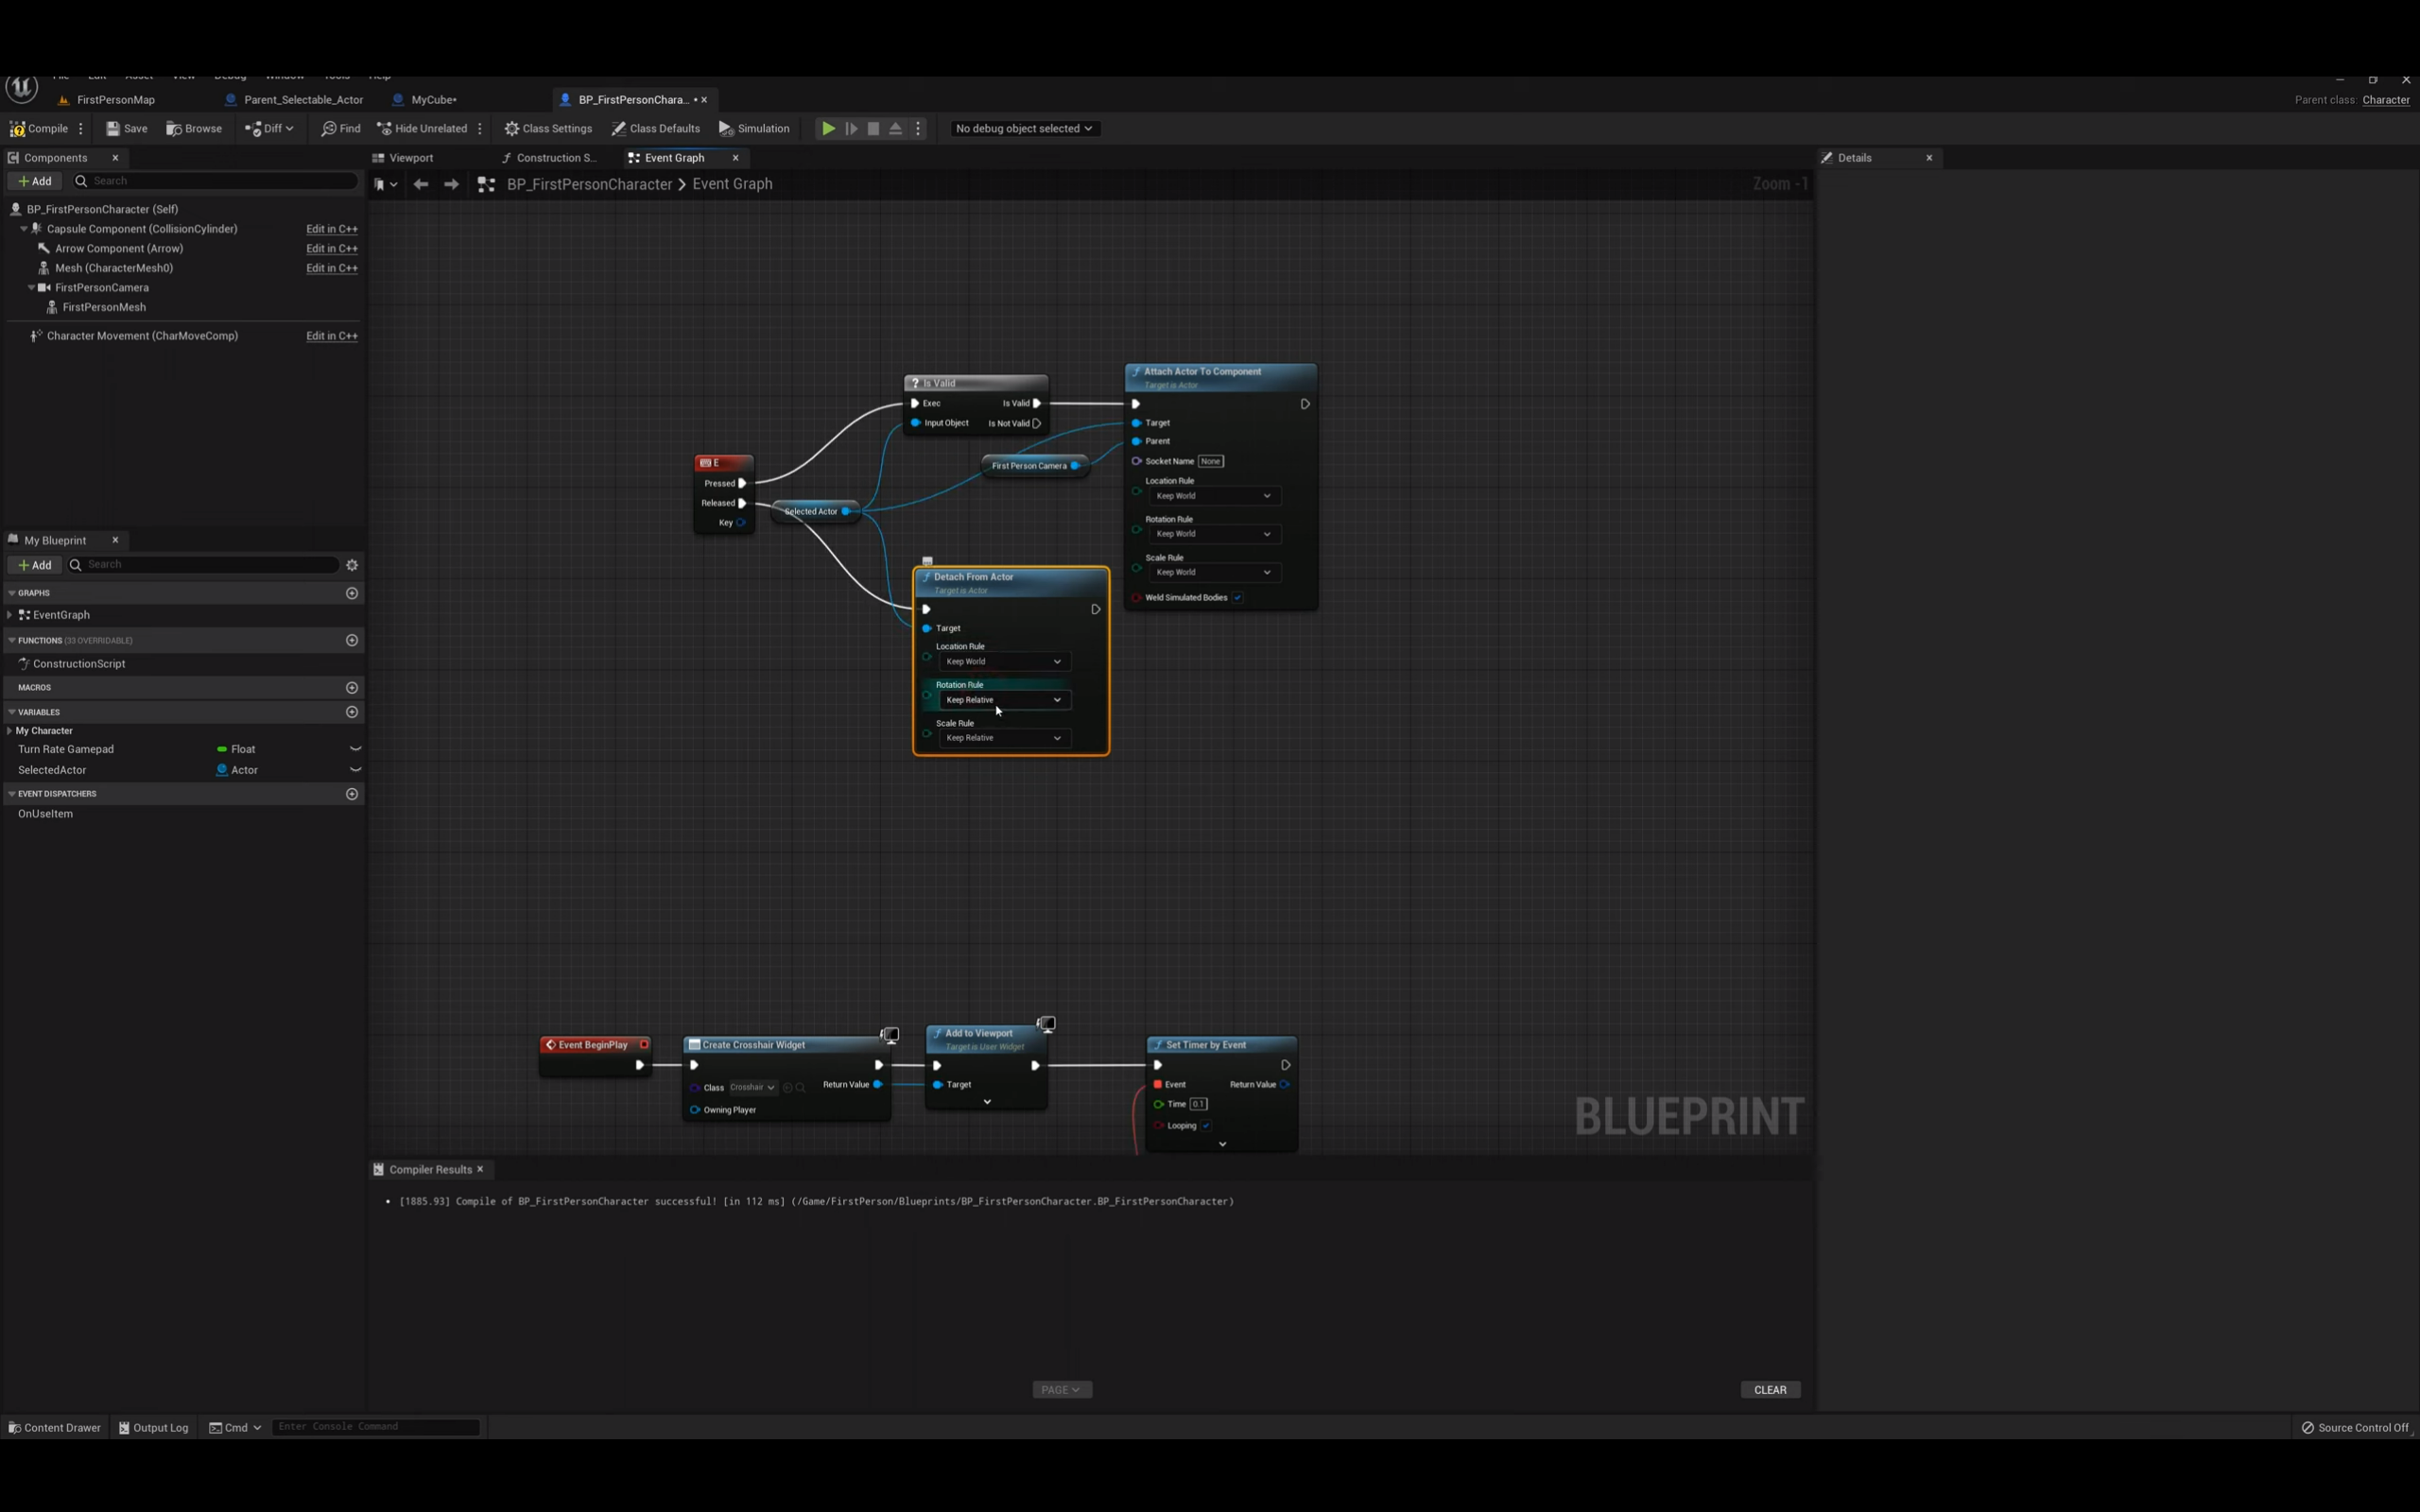 File Edit Asset View Debug Window Tools Help
FirstPersonMap Parent_Selectable_Actor MyCube• BP_FirstPersonChara... •
Parent class: Character
Compile Save Browse Diff Find Hide Unrelated Class Settings Class Defaults Simulation No debug object selected
Components
Viewport Construction S... Event Graph
Details
Add Search
BP_FirstPersonCharacter > Event Graph
Zoom -1
BP_FirstPersonCharacter (Self)
Capsule Component (CollisionCylinder) Edit in C++
Arrow Component (Arrow) Edit in C++
Mesh (CharacterMesh0) Edit in C++
FirstPersonCamera
FirstPersonMesh
Character Movement (CharMoveComp) Edit in C++
My Blueprint
Add Search
GRAPHS
EventGraph
FUNCTIONS (33 OVERRIDABLE)
ConstructionScript
MACROS
VARIABLES
My Character
Turn Rate Gamepad Float
SelectedActor Actor
EVENT DISPATCHERS
OnUseItem
E
Pressed
Released
Key
Selected Actor
? Is Valid
Exec Is Valid
Input Object Is Not Valid
First Person Camera
Attach Actor To Component
Target is Actor
Target
Parent
Socket Name None
Location Rule
Keep World
Rotation Rule
Keep World
Scale Rule
Keep World
Weld Simulated Bodies
Detach From Actor
Target is Actor
Target
Location Rule
Keep World
Rotation Rule
Keep Relative
Scale Rule
Keep Relative
Event BeginPlay
Create Crosshair Widget
Class Crosshair Return Value
Owning Player
Add to Viewport
Target is User Widget
Target
Set Timer by Event
Event Return Value
Time 0.1
Looping
BLUEPRINT
Compiler Results
• [1885.93] Compile of BP_FirstPersonCharacter successful! [in 112 ms] (/Game/FirstPerson/Blueprints/BP_FirstPersonCharacter.BP_FirstPersonCharacter)
PAGE
CLEAR
Content Drawer Output Log Cmd Enter Console Command
Source Control Off